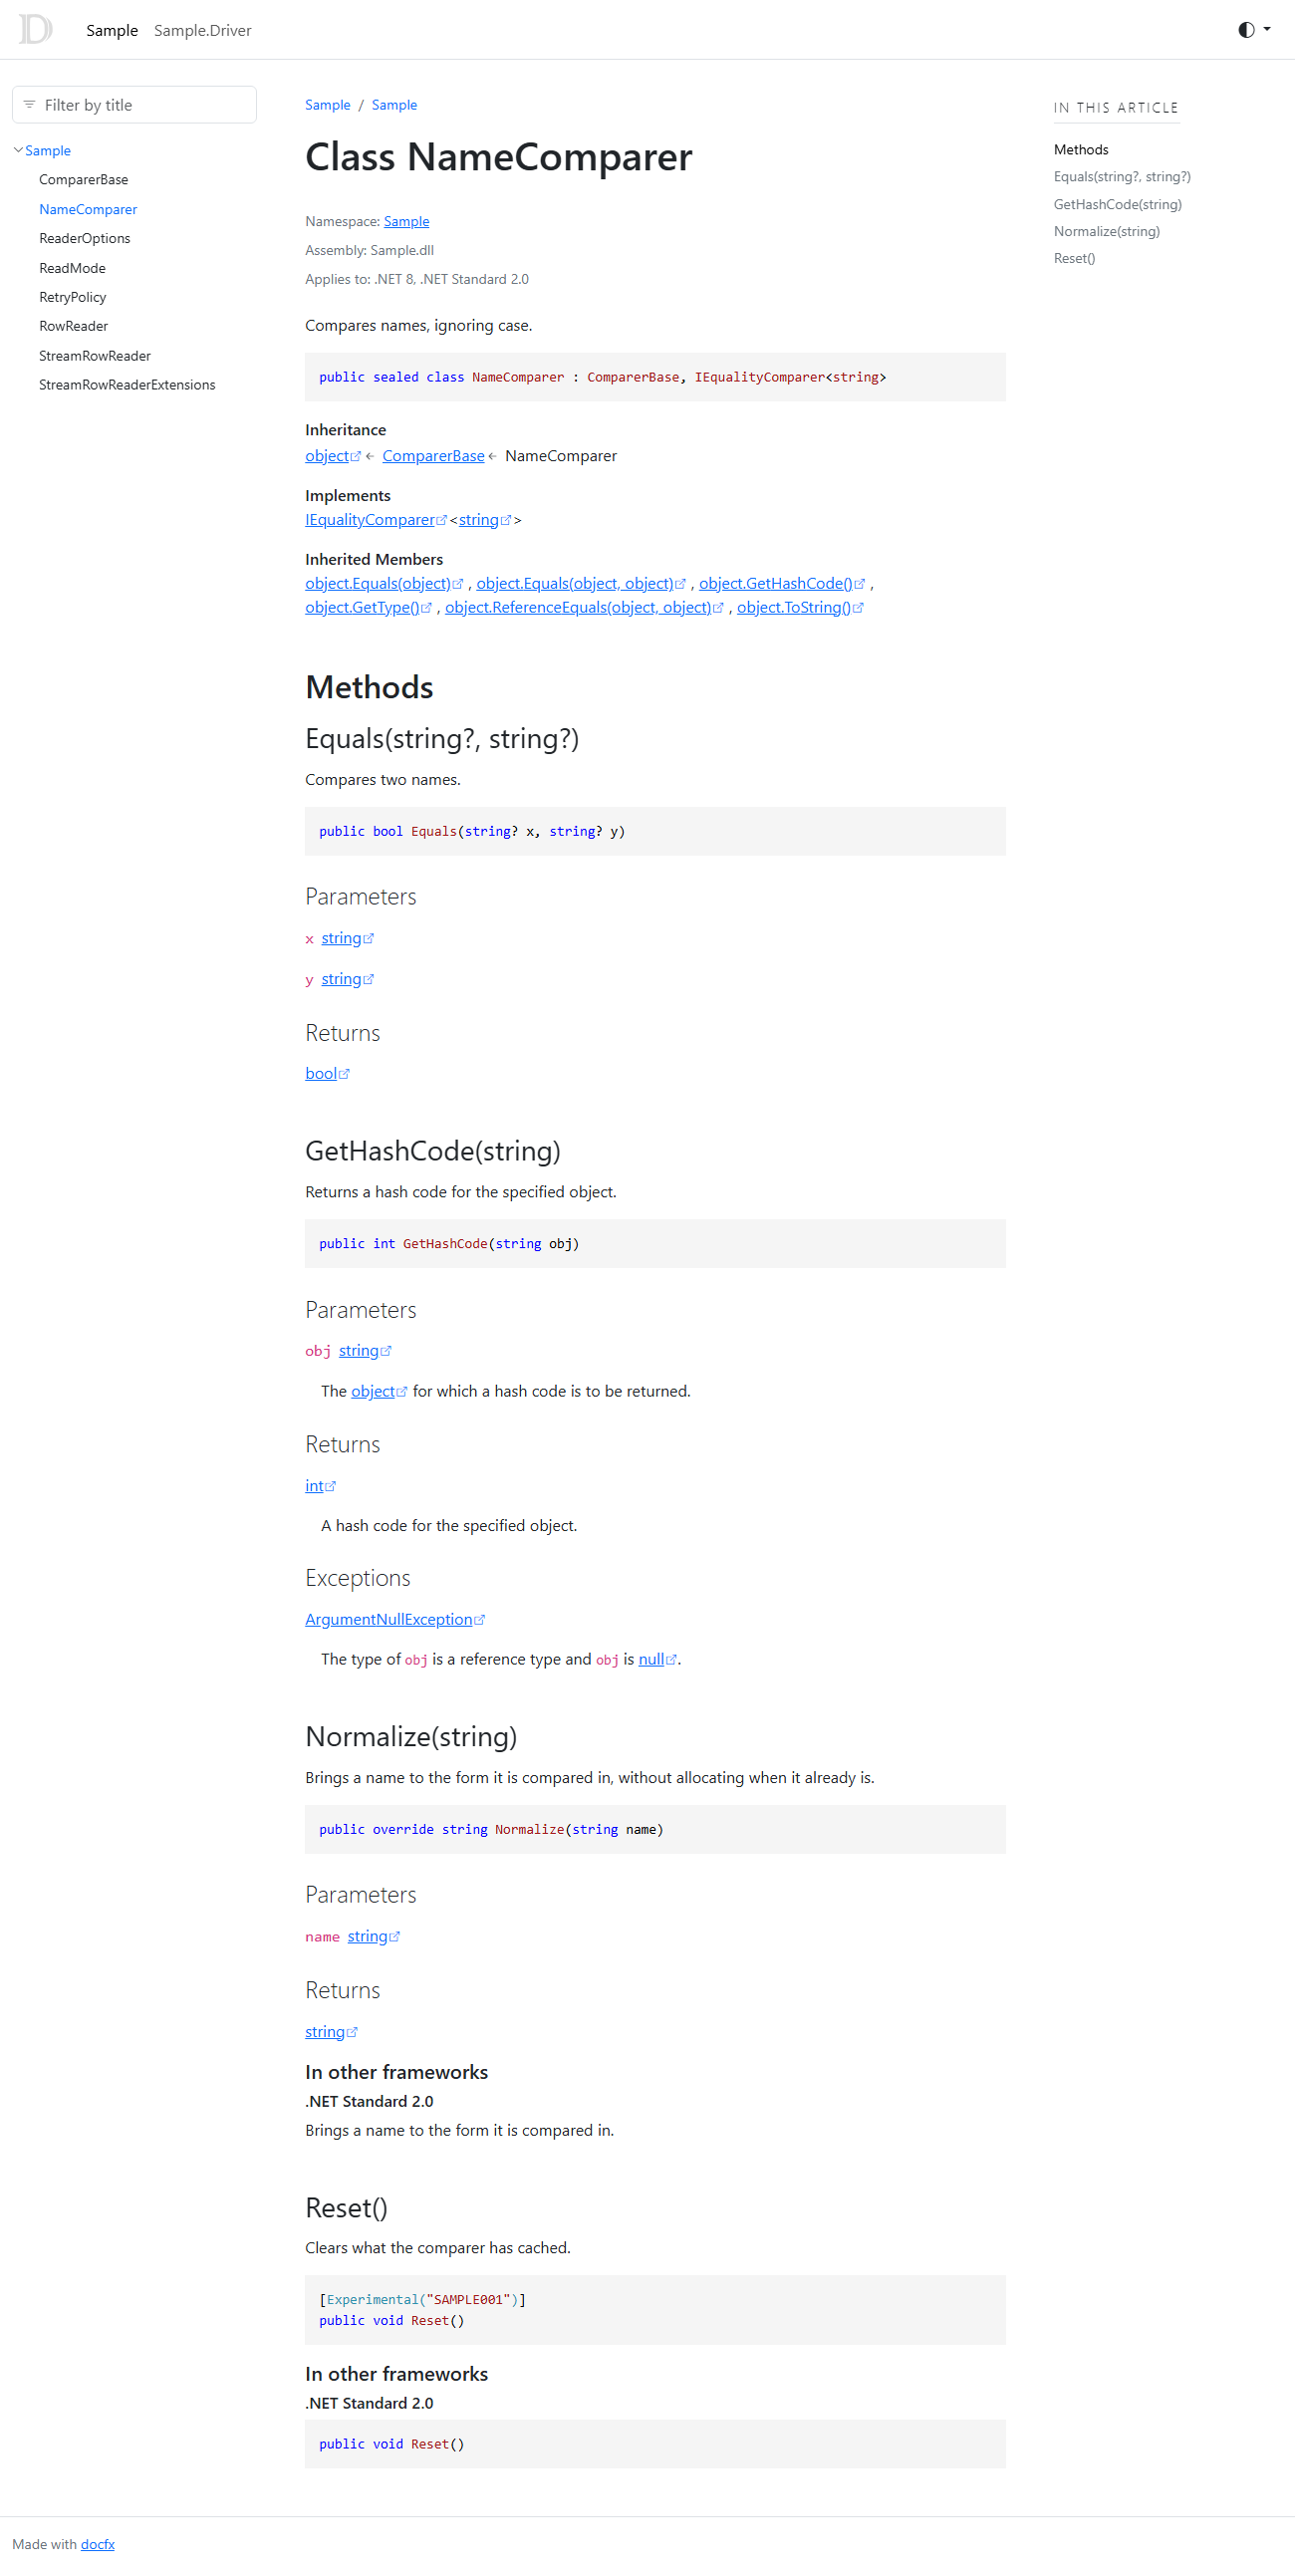 D
Sample Sample.Driver
Filter by title
Sample
ComparerBase
NameComparer
ReaderOptions
ReadMode
RetryPolicy
RowReader
StreamRowReader
StreamRowReaderExtensions
Sample / Sample
Class NameComparer
Namespace: Sample
Assembly: Sample.dll
Applies to: .NET 8, .NET Standard 2.0
Compares names, ignoring case.
public sealed class NameComparer : ComparerBase, IEqualityComparer<string>
Inheritance
object ← ComparerBase ← NameComparer
Implements
IEqualityComparer<string>
Inherited Members
object.Equals(object) , object.Equals(object, object) , object.GetHashCode() ,
object.GetType() , object.ReferenceEquals(object, object) , object.ToString()
Methods
Equals(string?, string?)
Compares two names.
public bool Equals(string? x, string? y)
Parameters
x string
y string
Returns
bool
GetHashCode(string)
Returns a hash code for the specified object.
public int GetHashCode(string obj)
Parameters
obj string
The object for which a hash code is to be returned.
Returns
int
A hash code for the specified object.
Exceptions
ArgumentNullException
The type of obj is a reference type and obj is null.
Normalize(string)
Brings a name to the form it is compared in, without allocating when it already is.
public override string Normalize(string name)
Parameters
name string
Returns
string
In other frameworks
.NET Standard 2.0
Brings a name to the form it is compared in.
Reset()
Clears what the comparer has cached.
[Experimental("SAMPLE001")]
public void Reset()
In other frameworks
.NET Standard 2.0
public void Reset()
IN THIS ARTICLE
Methods
Equals(string?, string?)
GetHashCode(string)
Normalize(string)
Reset()
Made with docfx